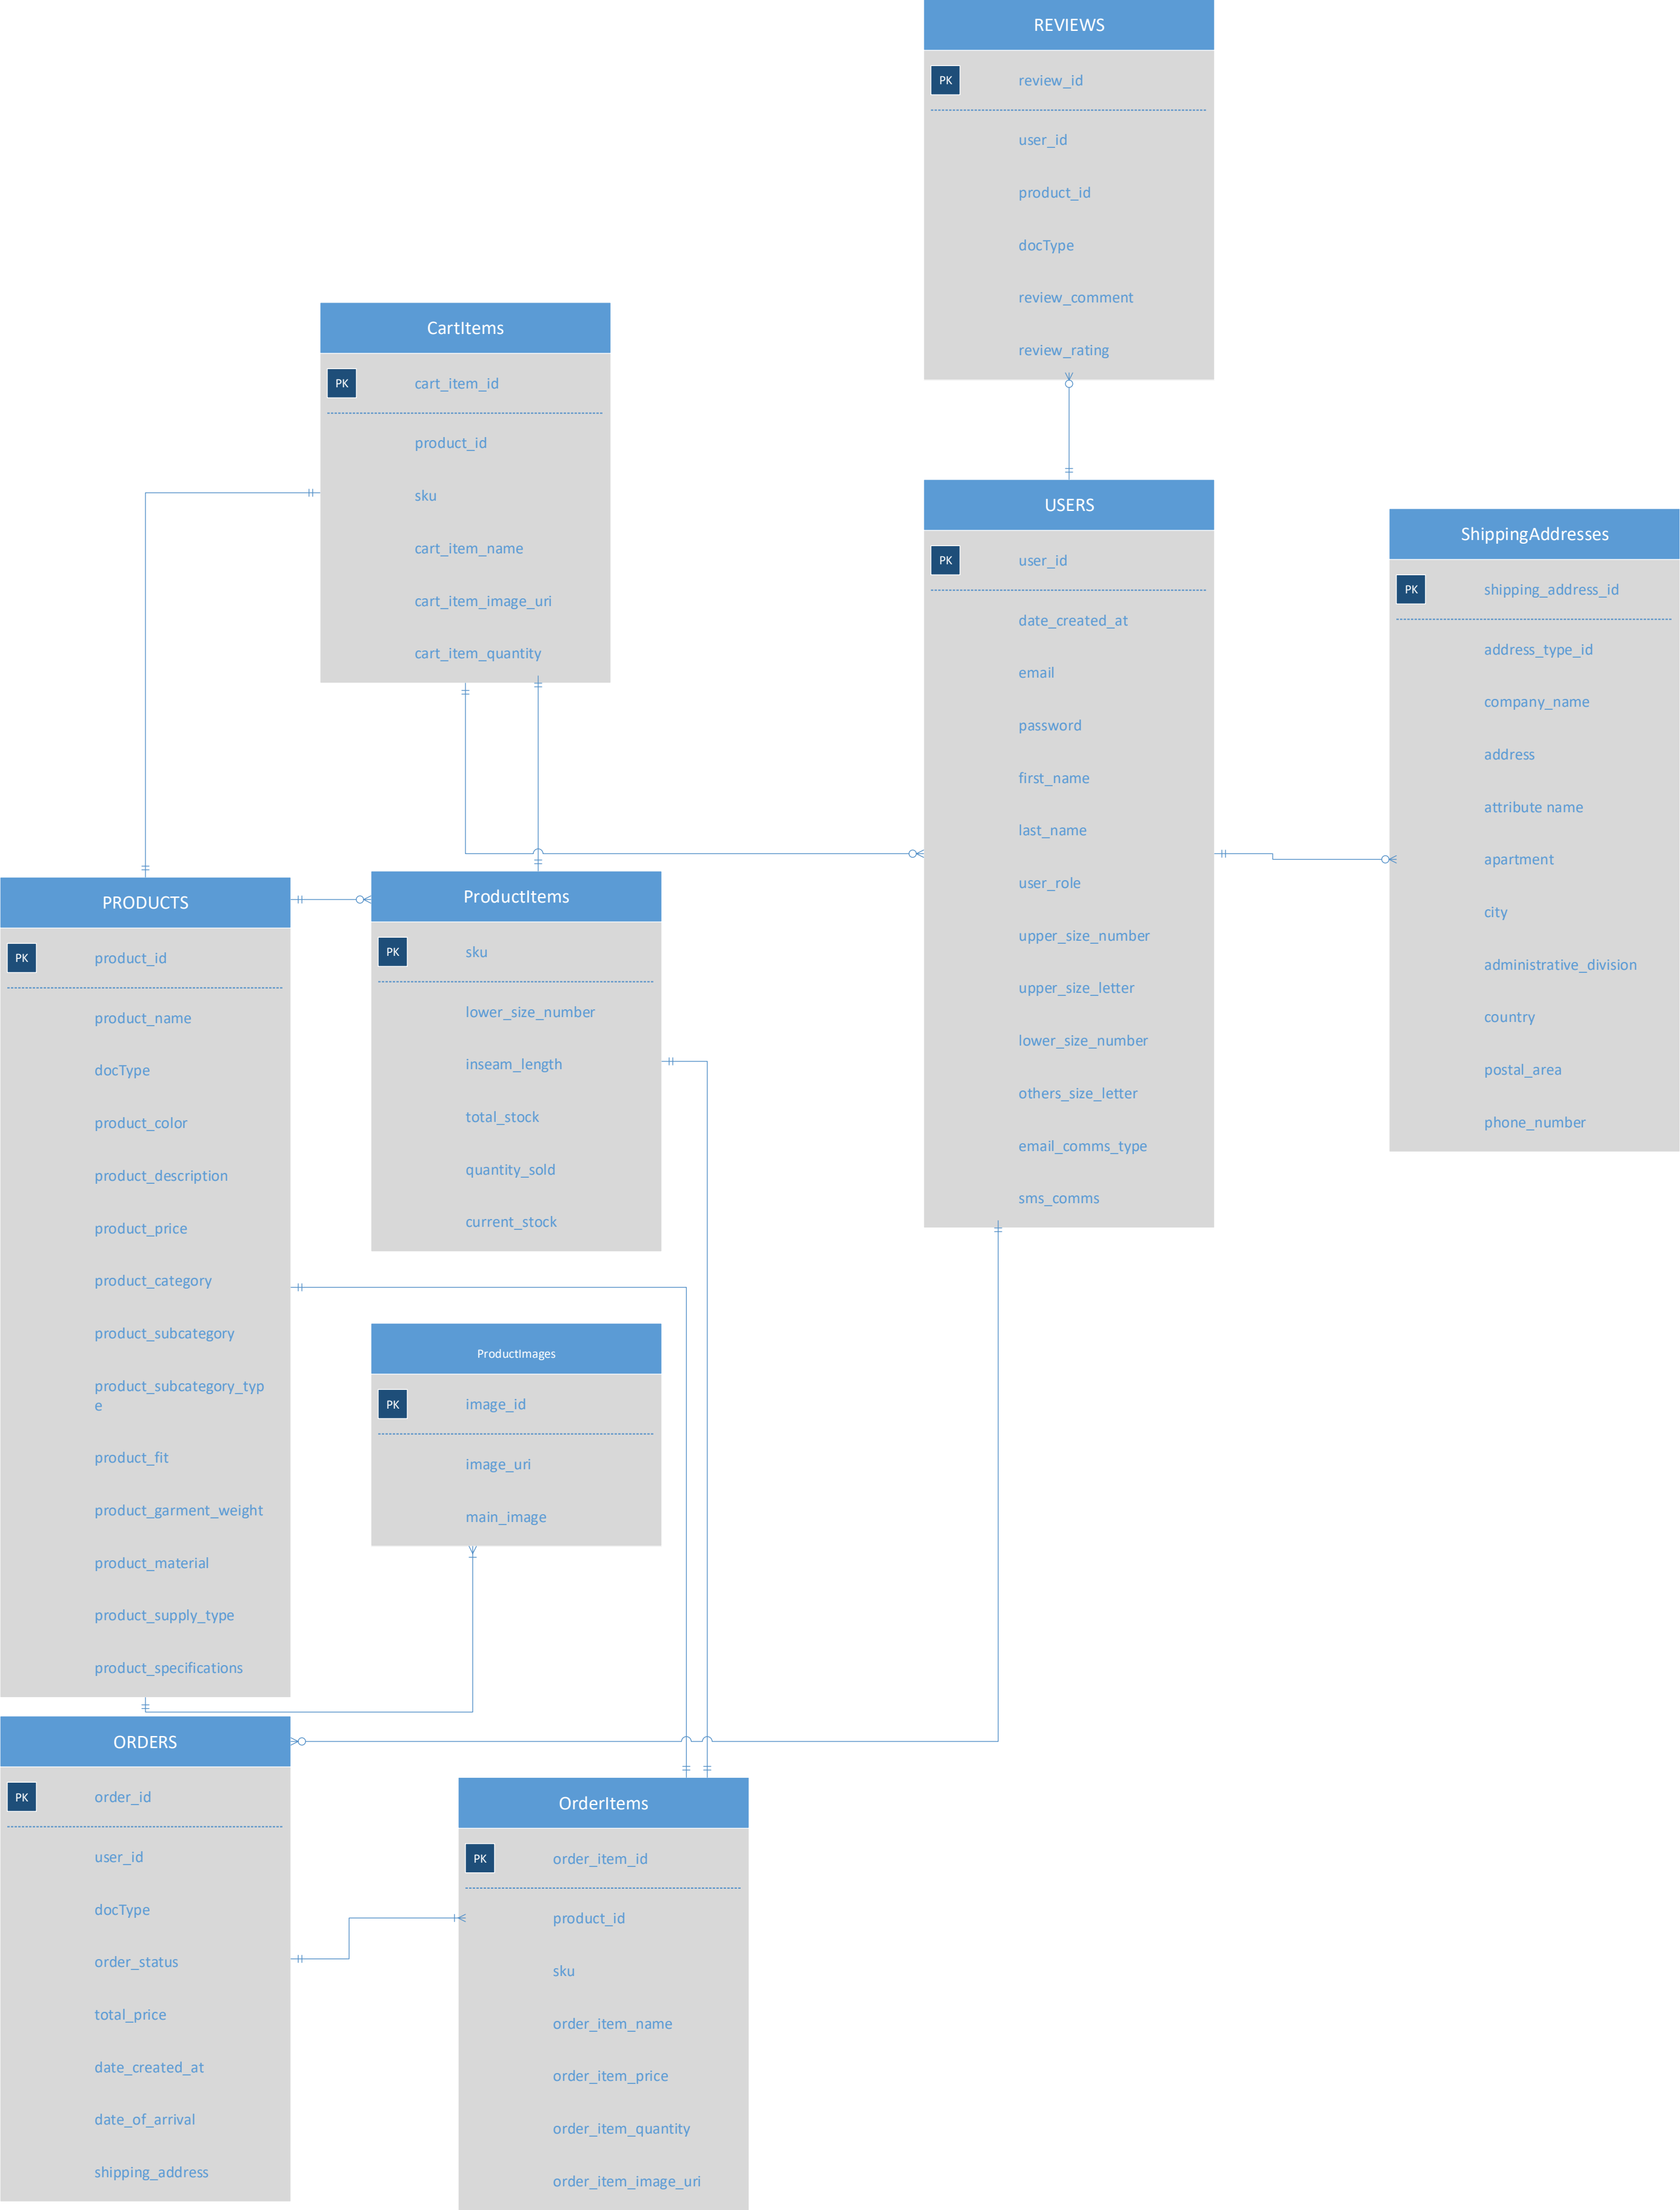 REVIEWS
PK
review_id
user_id
product_id
docType
review_comment
review_rating
CartItems
PK
cart_item_id
product_id
sku
cart_item_name
cart_item_image_uri
cart_item_quantity
USERS
PK
user_id
date_created_at
email
password
first_name
last_name
user_role
upper_size_number
upper_size_letter
lower_size_number
others_size_letter
email_comms_type
sms_comms
ShippingAddresses
PK
shipping_address_id
address_type_id
company_name
address
attribute name
apartment
city
administrative_division
country
postal_area
phone_number
PRODUCTS
PK
product_id
product_name
docType
product_color
product_description
product_price
product_category
product_subcategory
product_subcategory_typ
e
product_fit
product_garment_weight
product_material
product_supply_type
product_specifications
ProductItems
PK
sku
lower_size_number
inseam_length
total_stock
quantity_sold
current_stock
ProductImages
PK
image_id
image_uri
main_image
ORDERS
PK
order_id
user_id
docType
order_status
total_price
date_created_at
date_of_arrival
shipping_address
OrderItems
PK
order_item_id
product_id
sku
order_item_name
order_item_price
order_item_quantity
order_item_image_uri